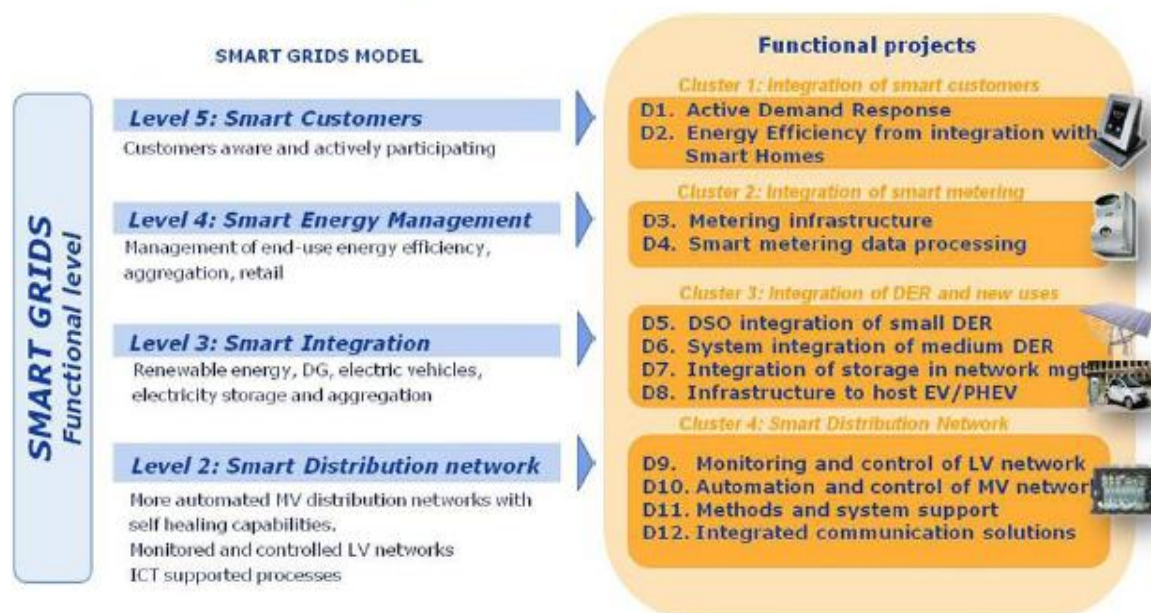 SMART GRIDS MODEL
SMART GRIDS
Functional level
Level 5: Smart Customers
Customers aware and actively participating
Level 4: Smart Energy Management
Management of end-use energy efficiency,
aggregation, retail
Level 3: Smart Integration
Renewable energy, DG, electric vehicles,
electricity storage and aggregation
Level 2: Smart Distribution network
More automated MV distribution networks with
self healing capabilities.
Monitored and controlled LV networks
ICT supported processes
Functional projects
Cluster 1: Integration of smart customers
D1. Active Demand Response
D2. Energy Efficiency from integration with
Smart Homes
Cluster 2: Integration of smart metering
D3. Metering infrastructure
D4. Smart metering data processing
Cluster 3: Integration of DER and new uses
D5. DSO integration of small DER
D6. System integration of medium DER
D7. Integration of storage in network mgt
D8. Infrastructure to host EV/PHEV
Cluster 4: Smart Distribution Network
D9. Monitoring and control of LV network
D10. Automation and control of MV network
D11. Methods and system support
D12. Integrated communication solutions